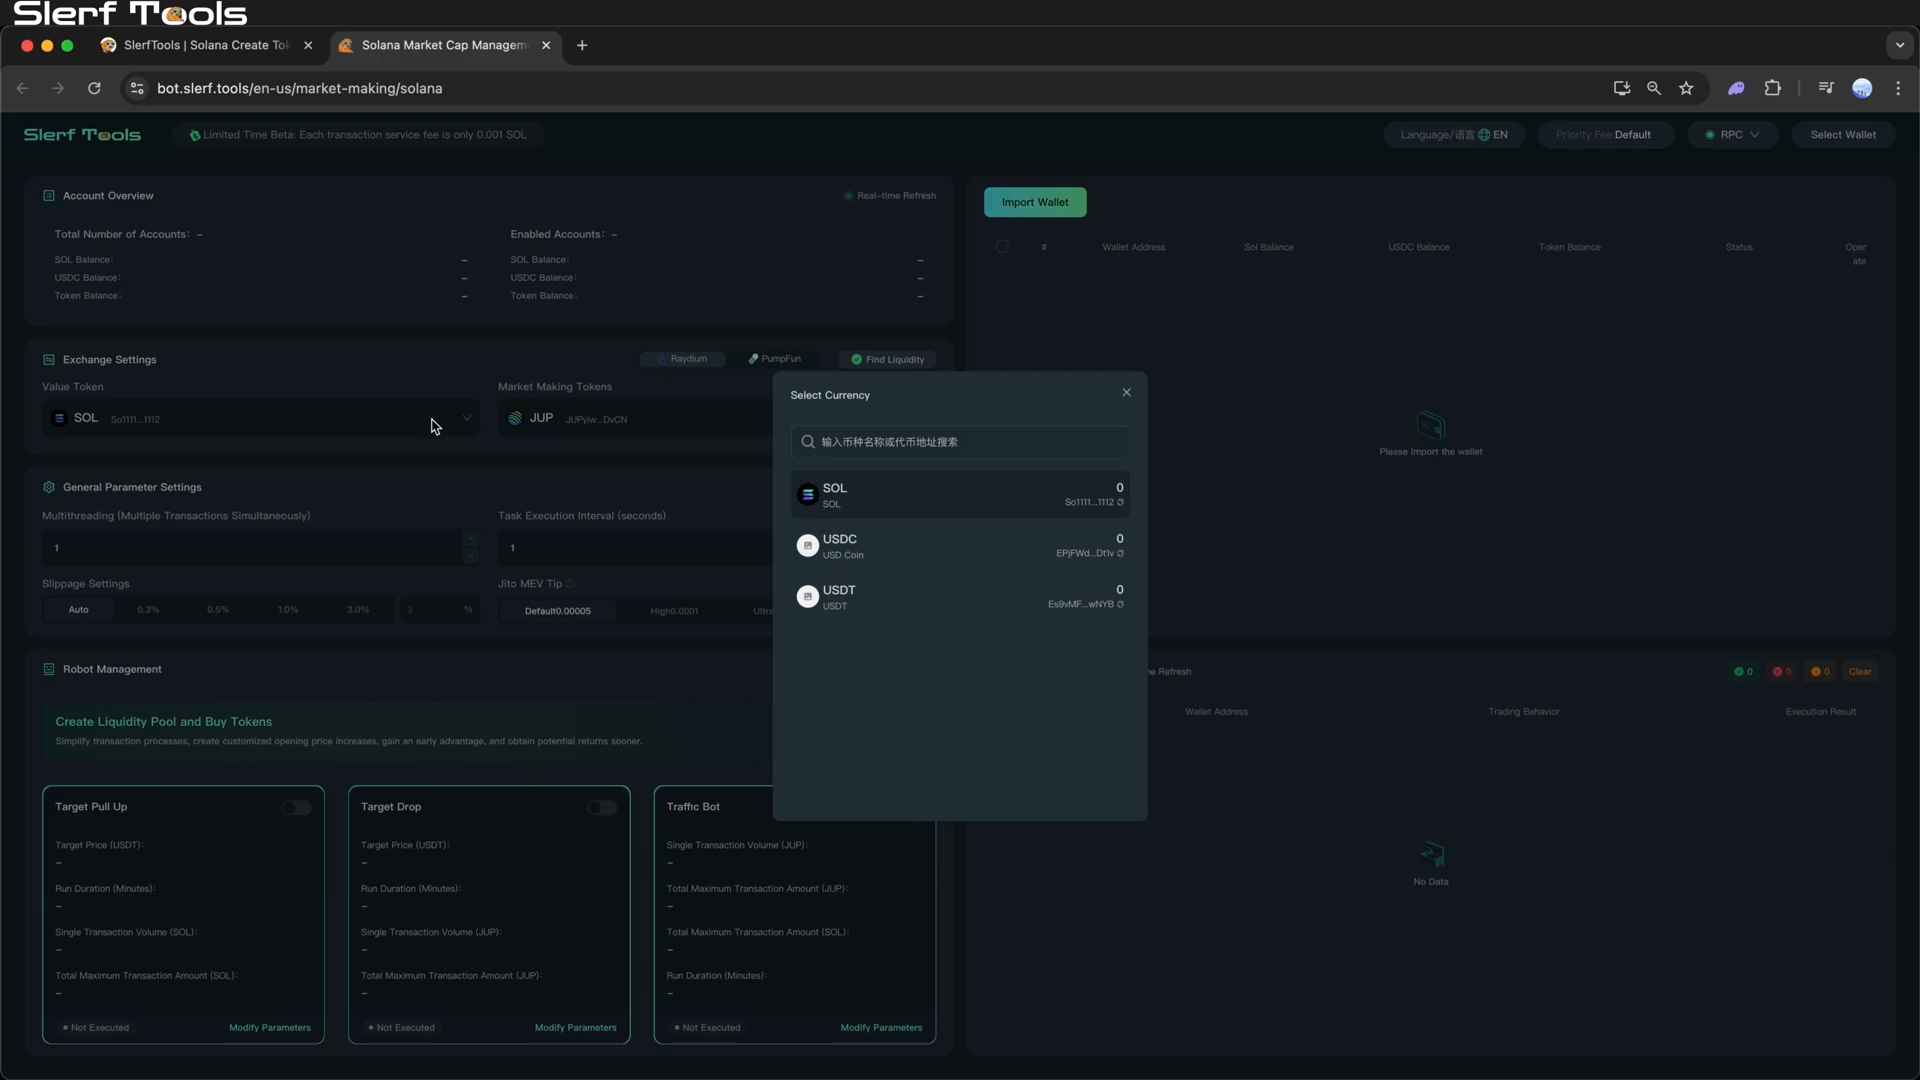 Slerf Tools
SlerfTools | Solana Create Tok
Solana Market Cap Managem
bot.slerf.tools/en-us/market-making/solana
Slerf Tools
Limited Time Beta: Each transaction service fee is only 0.001 SOL
Language/语言 EN
Priority Fee:Default
RPC
Select Wallet
Account Overview
Real-time Refresh
Total Number of Accounts: –
SOL Balance: –
USDC Balance: –
Token Balance: –
Enabled Accounts: –
SOL Balance: –
USDC Balance: –
Token Balance: –
Import Wallet
# Wallet Address Sol Balance USDC Balance Token Balance Status Oper
ate
Please import the wallet
Exchange Settings
Raydium
PumpFun
Find Liquidity
Value Token
SOL So1111...1112
Market Making Tokens
JUP JUPyiw...DvCN
General Parameter Settings
Multithreading (Multiple Transactions Simultaneously)
1
Task Execution Interval (seconds)
1
Slippage Settings
Auto 0.3% 0.5% 1.0% 3.0% 3 %
Jito MEV Tip
Default0.00005 High0.0001 Ultra
Select Currency
输入币种名称或代币地址搜索
SOL 0
SOL So1111...1112
USDC 0
USD Coin EPjFWd...Dt1v
USDT 0
USDT Es9vMF...wNYB
Robot Management
Create Liquidity Pool and Buy Tokens
Simplify transaction processes, create customized opening price increases, gain an early advantage, and obtain potential returns sooner.
Target Pull Up
Target Price (USDT):
–
Run Duration (Minutes):
–
Single Transaction Volume (SOL):
–
Total Maximum Transaction Amount (SOL):
–
Not Executed Modify Parameters
Target Drop
Target Price (USDT):
–
Run Duration (Minutes):
–
Single Transaction Volume (JUP):
–
Total Maximum Transaction Amount (JUP):
–
Not Executed Modify Parameters
Traffic Bot
Single Transaction Volume (JUP):
–
Total Maximum Transaction Amount (JUP):
–
Total Maximum Transaction Amount (SOL):
–
Run Duration (Minutes):
–
Not Executed Modify Parameters
me Refresh
0 0 0 Clear
Wallet Address Trading Behavior Execution Result
No Data